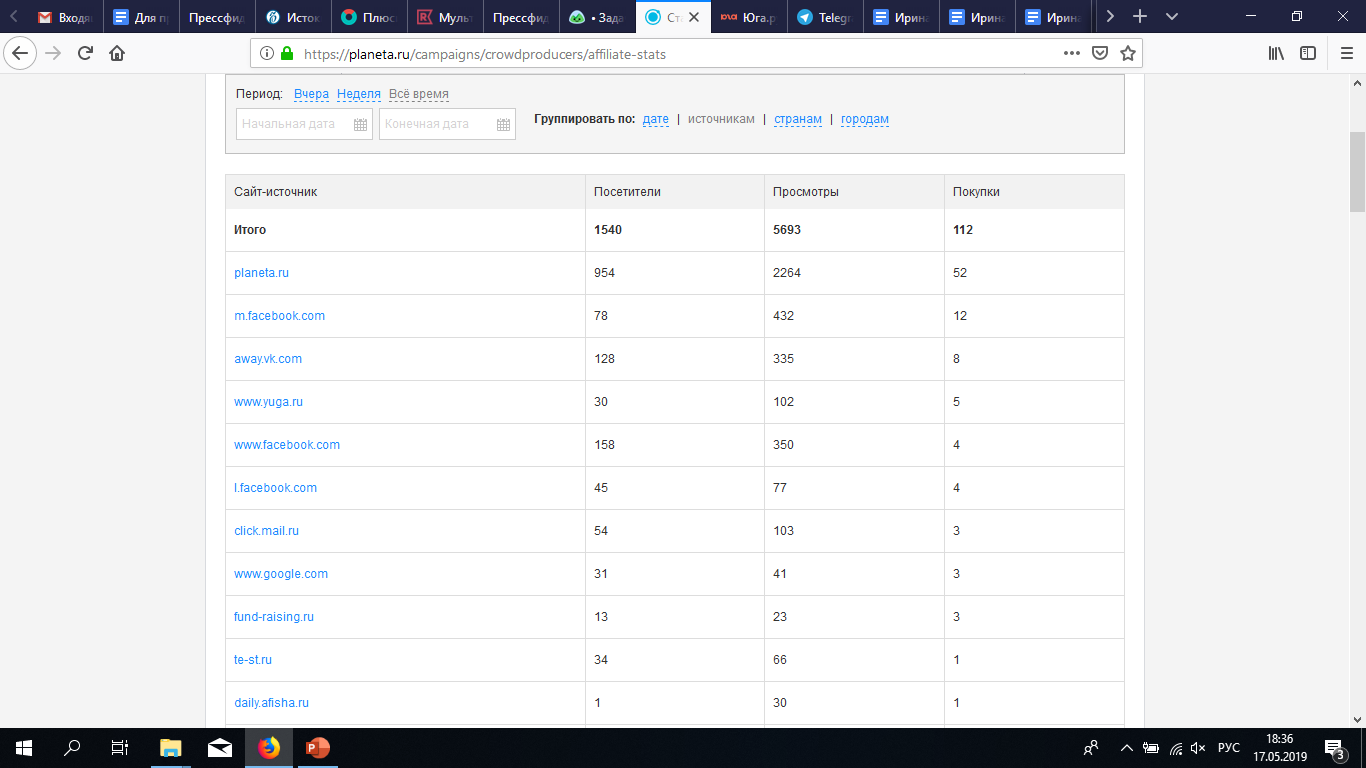 Входя Для пр Прессфид Исток Плюс Мульт Прессфид • Зада Ст Юга.р Telegr Ирина Ирина Ирина
https://planeta.ru/campaigns/crowdproducers/affiliate-stats
Период: Вчера Неделя Всё время
Начальная дата Конечная дата Группировать по: дате | источникам | странам | городам
Сайт-источник Посетители Просмотры Покупки
Итого 1540 5693 112
planeta.ru 954 2264 52
m.facebook.com 78 432 12
away.vk.com 128 335 8
www.yuga.ru 30 102 5
www.facebook.com 158 350 4
l.facebook.com 45 77 4
click.mail.ru 54 103 3
www.google.com 31 41 3
fund-raising.ru 13 23 3
te-st.ru 34 66 1
daily.afisha.ru 1 30 1
РУС 18:36
17.05.2019 3